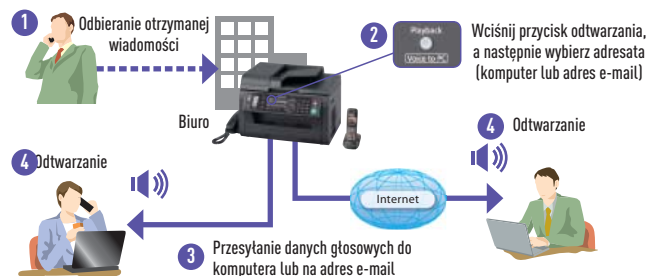 1
Odbieranie otrzymanej
wiadomości
2
Playback
Voice to PC
Wciśnij przycisk odtwarzania,
a następnie wybierz adresata
(komputer lub adres e-mail)
Biuro
4 Odtwarzanie
4 Odtwarzanie
Internet
3 Przesyłanie danych głosowych do
komputera lub na adres e-mail